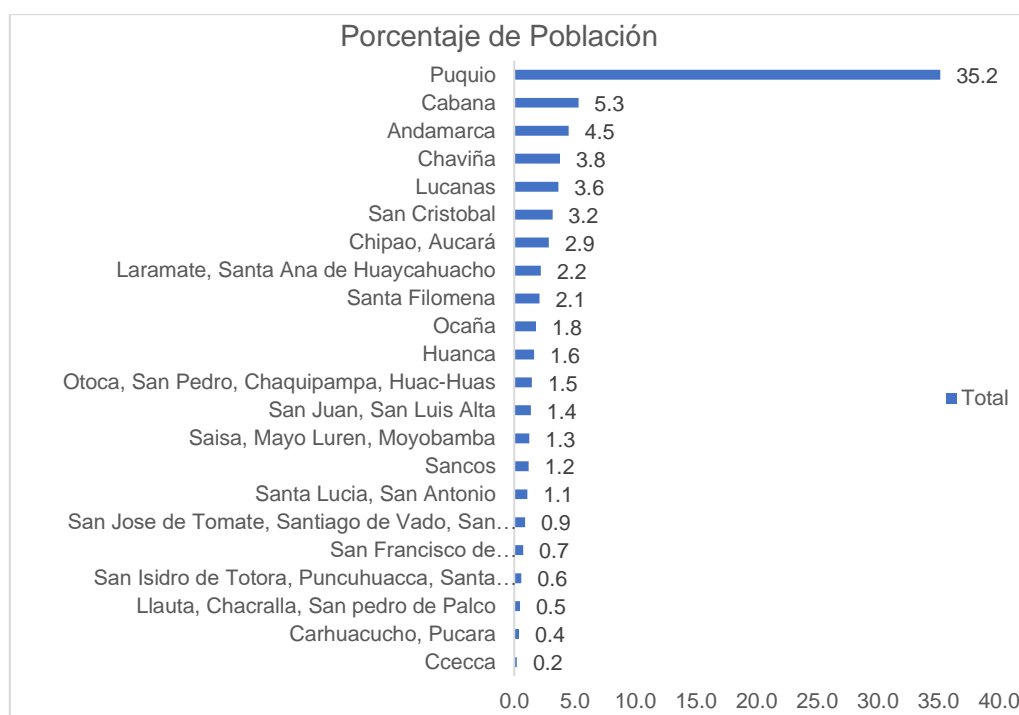 Porcentaje de Población
Puquio 35.2
Cabana 5.3
Andamarca 4.5
Chaviña 3.8
Lucanas 3.6
San Cristobal 3.2
Chipao, Aucará 2.9
Laramate, Santa Ana de Huaycahuacho 2.2
Santa Filomena 2.1
Ocaña 1.8
Huanca 1.6
Otoca, San Pedro, Chaquipampa, Huac-Huas 1.5
Total
San Juan, San Luis Alta 1.4
Saisa, Mayo Luren, Moyobamba 1.3
Sancos 1.2
Santa Lucia, San Antonio 1.1
San Jose de Tomate, Santiago de Vado, San… 0.9
San Francisco de… 0.7
San Isidro de Totora, Puncuhuacca, Santa… 0.6
Llauta, Chacralla, San pedro de Palco 0.5
Carhuacucho, Pucara 0.4
Ccecca 0.2
0.0 5.0 10.0 15.0 20.0 25.0 30.0 35.0 40.0